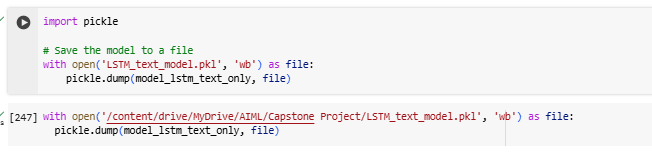 import pickle
# Save the model to a file
with open('LSTM_text_model.pkl', 'wb') as file:
pickle.dump(model_lstm_text_only, file)
[247] with open('/content/drive/MyDrive/AIML/Capstone Project/LSTM_text_model.pkl', 'wb') as file:
pickle.dump(model_lstm_text_only, file)